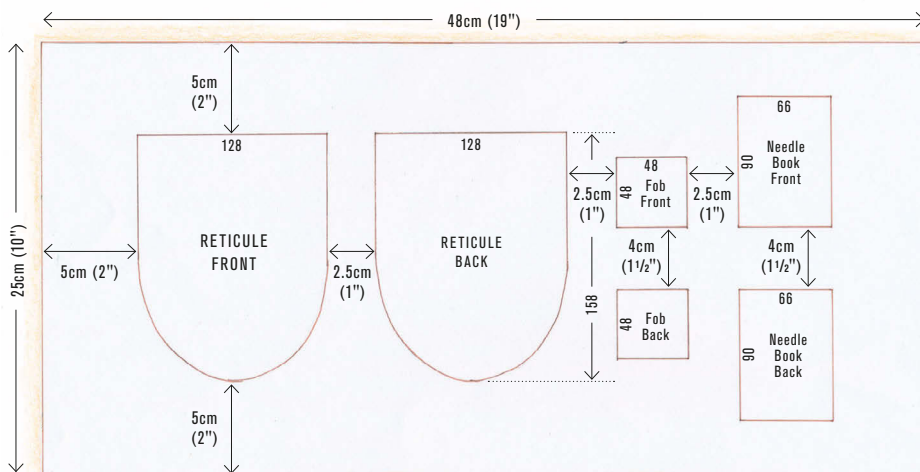 48cm (19")
25cm (10")
5cm
(2")
128
RETICULE
FRONT
5cm (2")
5cm
(2")
2.5cm
(1")
128
RETICULE
BACK
158
2.5cm
(1")
48
48
Fob
Front
4cm
(1½")
48
Fob
Back
2.5cm
(1")
66
90
Needle
Book
Front
4cm
(1½")
66
90
Needle
Book
Back